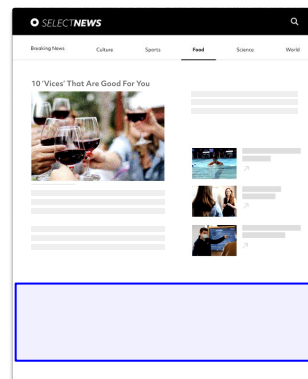 SELECTNEWS
Breaking News Culture Sports Food Science World
10 'Vices' That Are Good For You